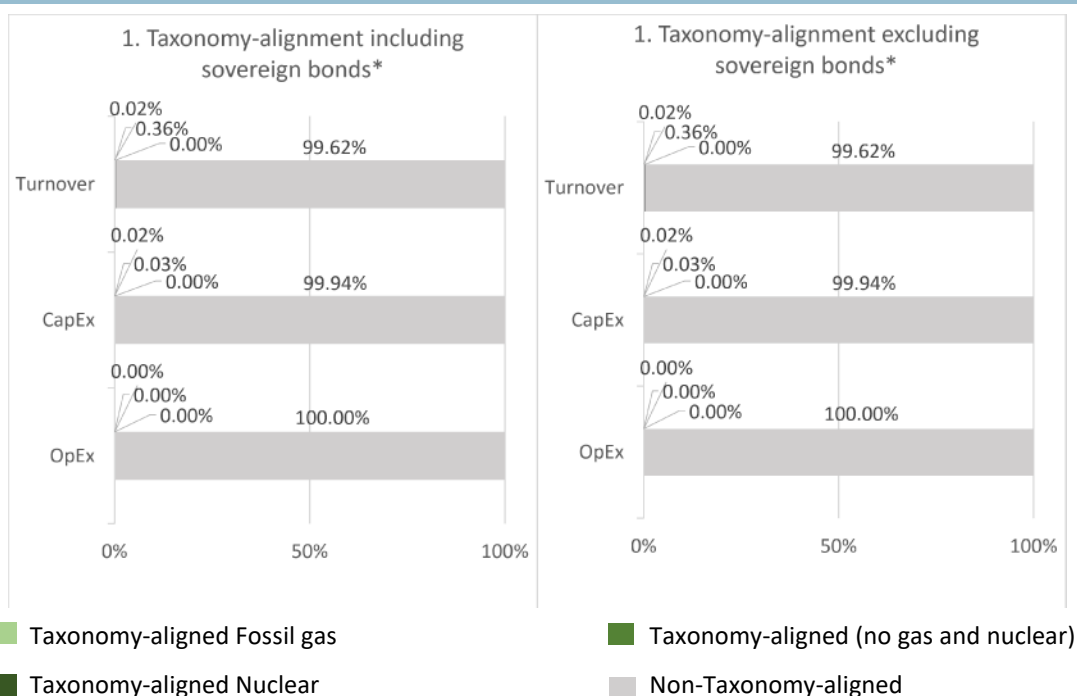 1. Taxonomy-alignment including
sovereign bonds*
0.02%
0.36%
0.00%
99.62%
Turnover
0.02%
0.03%
0.00%
99.94%
CapEx
0.00%
0.00%
0.00%
100.00%
OpEx
0%
50%
100%
1. Taxonomy-alignment excluding
sovereign bonds*
0.02%
0.36%
0.00%
99.62%
Turnover
0.02%
0.03%
0.00%
99.94%
CapEx
0.00%
0.00%
0.00%
100.00%
OpEx
0%
50%
100%
Taxonomy-aligned Fossil gas
Taxonomy-aligned (no gas and nuclear)
Taxonomy-aligned Nuclear
Non-Taxonomy-aligned